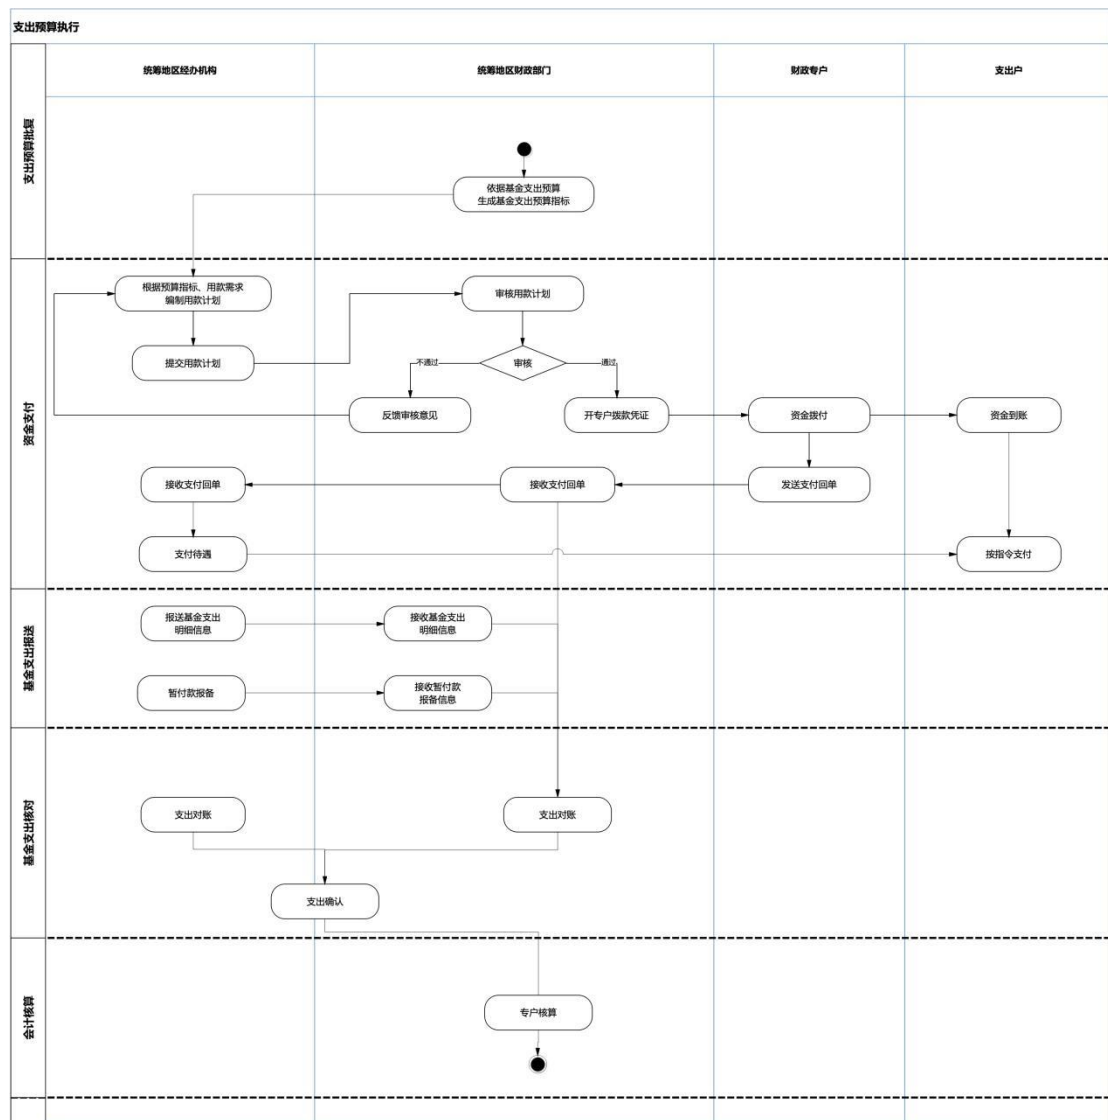 支出预算执行
统筹地区经办机构
统筹地区财政部门
财政专户
支出户
支出预算批复
依据基金支出预算
生成基金支出预算指标
资金支付
根据预算指标、用款需求
编制用款计划
审核用款计划
提交用款计划
不通过
审核
通过
反馈审核意见
开专户拨款凭证
资金拨付
资金到账
接收支付回单
接收支付回单
发送支付回单
支付待遇
按指令支付
基金支出报送
报送基金支出
明细信息
接收基金支出
明细信息
暂付款报备
接收暂付款
报备信息
基金支出核对
支出对账
支出对账
支出确认
会计核算
专户核算